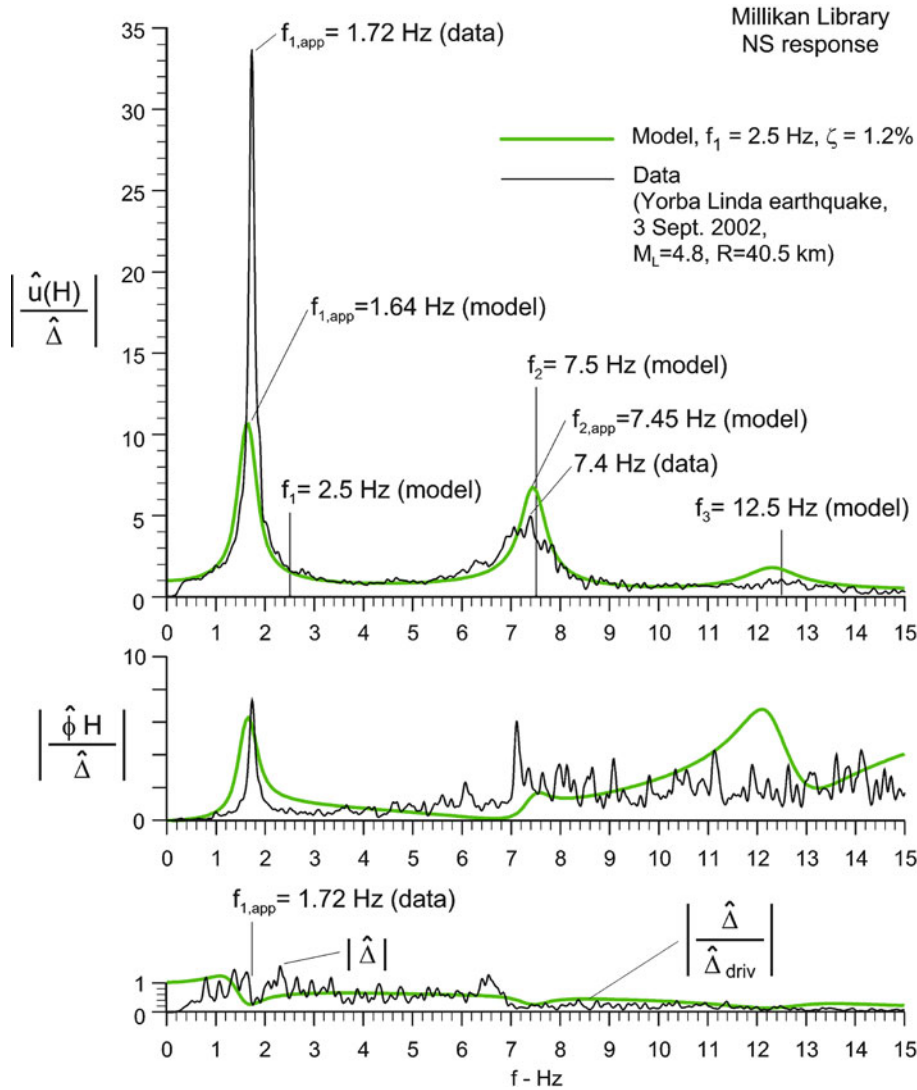 Millikan Library
NS response
f1,app = 1.72 Hz (data)
Model, f1 = 2.5 Hz, ζ = 1.2%
Data
(Yorba Linda earthquake,
3 Sept. 2002,
ML=4.8, R=40.5 km)
35
30
25
20
15
10
5
0
| û(H) / Δ̂ |
f1,app=1.64 Hz (model)
f2= 7.5 Hz (model)
f2,app=7.45 Hz (model)
7.4 Hz (data)
f1= 2.5 Hz (model)
f3= 12.5 Hz (model)
0 1 2 3 4 5 6 7 8 9 10 11 12 13 14 15
10
0
| ϕ̂ H / Δ̂ |
0 1 2 3 4 5 6 7 8 9 10 11 12 13 14 15
f1,app= 1.72 Hz (data)
| Δ̂ |
| Δ̂ / Δ̂ driv |
1
0
0 1 2 3 4 5 6 7 8 9 10 11 12 13 14 15
f - Hz